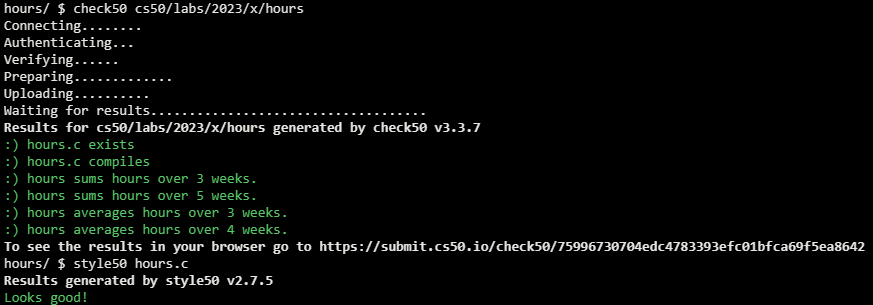 hours/ $ check50 cs50/labs/2023/x/hours
Connecting........
Authenticating...
Verifying......
Preparing.............
Uploading..........
Waiting for results....................................
Results for cs50/labs/2023/x/hours generated by check50 v3.3.7
:) hours.c exists
:) hours.c compiles
:) hours sums hours over 3 weeks.
:) hours sums hours over 5 weeks.
:) hours averages hours over 3 weeks.
:) hours averages hours over 4 weeks.
To see the results in your browser go to https://submit.cs50.io/check50/75996730704edc4783393efc01bfca69f5ea8642
hours/ $ style50 hours.c
Results generated by style50 v2.7.5
Looks good!